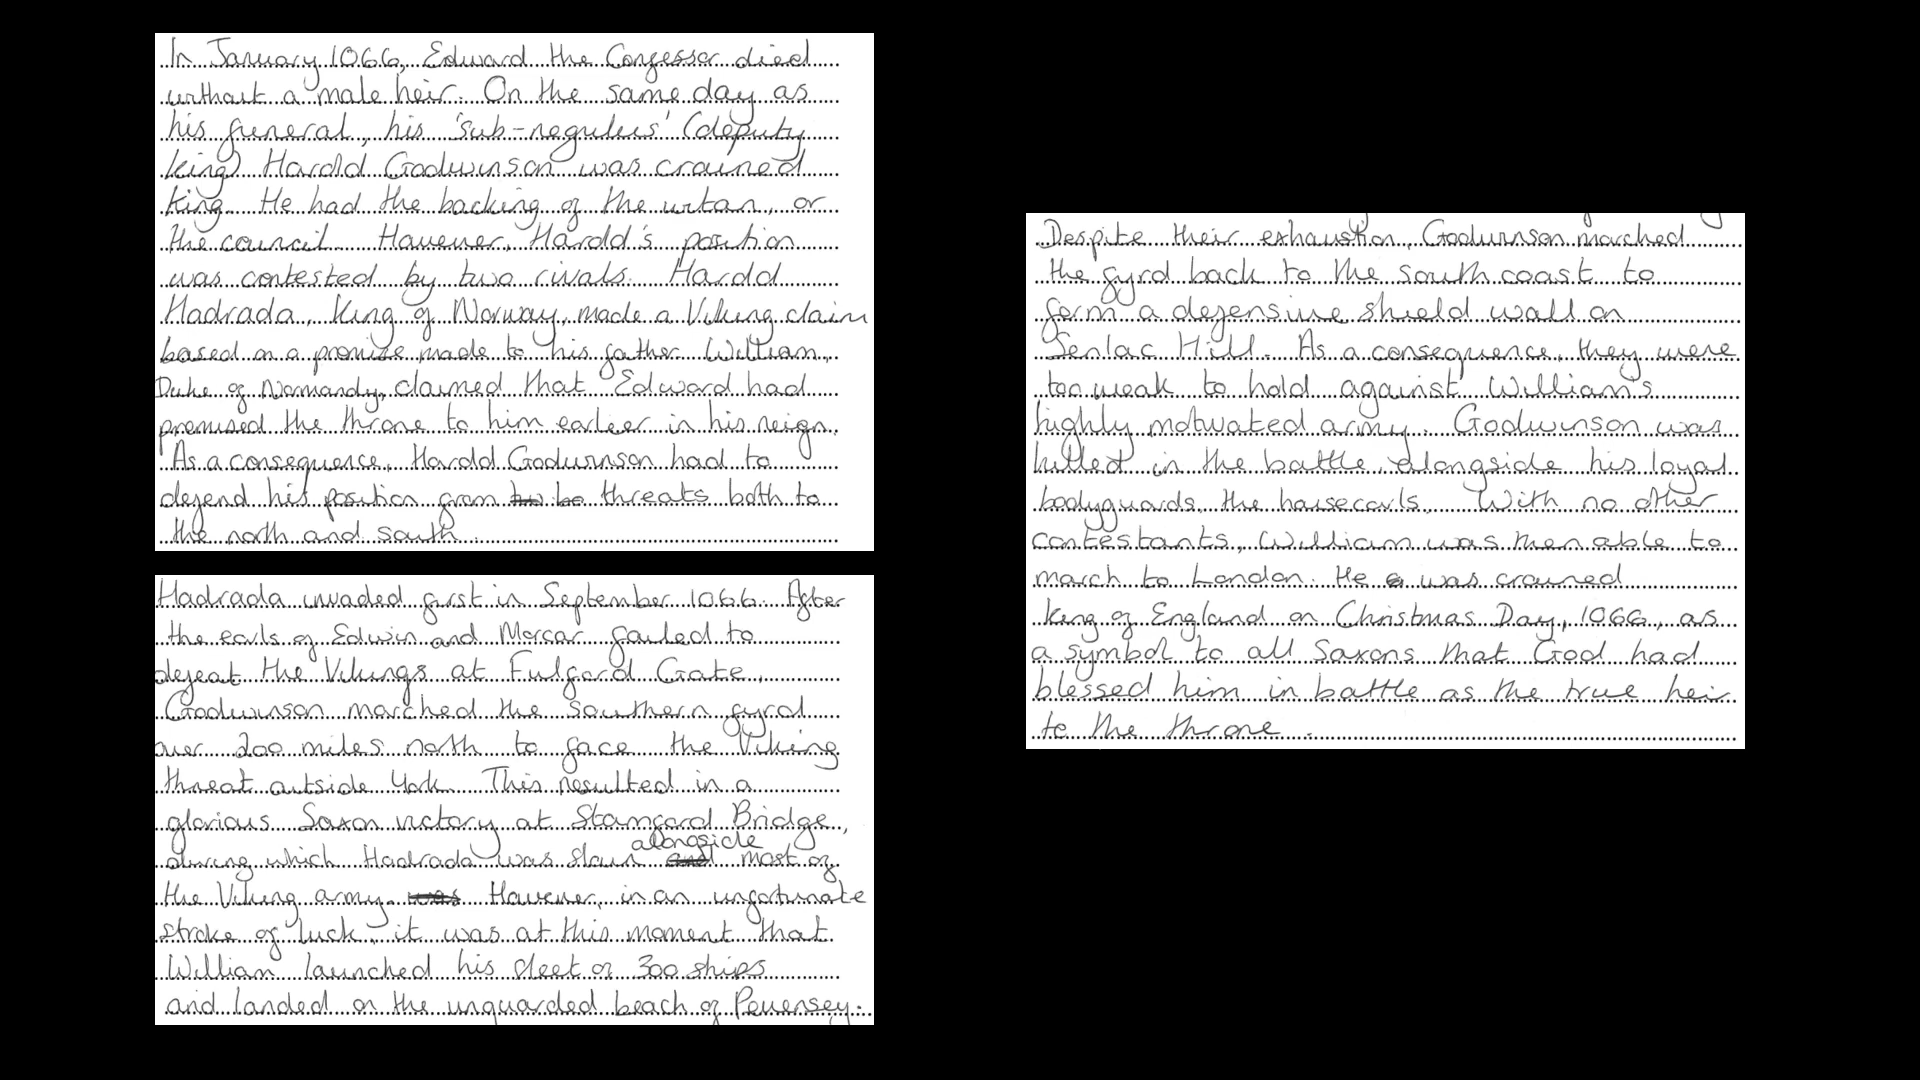 In January 1066, Edward the Confessor died
without a male heir. On the same day as
his funeral, his 'sub-regulus' (deputy
king) Harold Godwinson was crowned
king. He had the backing of the witan, or
the council. However, Harold's position
was contested by two rivals. Harold
Hadrada, King of Norway, made a Viking claim
based on a promise made to his father. William,
Duke of Normandy, claimed that Edward had
promised the throne to him earlier in his reign.
As a consequence, Harold Godwinson had to
defend his position from threats both to
the north and south.
Hadrada invaded first in September 1066. After
the earls of Edwin and Morcar failed to
defeat the Vikings at Fulford Gate,
Godwinson marched the Southern fyrd
over 200 miles north to face the Viking
threat outside York. This resulted in a
glorious Saxon victory at Stamford Bridge,
during which Hadrada was slain alongside most of
the Viking army. However, in an unfortunate
stroke of luck, it was at this moment that
William launched his fleet of 300 ships
and landed on the unguarded beach of Pevensey.
Despite their exhaustion, Godwinson marched
the fyrd back to the south coast to
form a defensive shield wall on
Senlac Hill. As a consequence, they were
too weak to hold against William's
highly motivated army. Godwinson was
killed in the battle, alongside his loyal
bodyguards, the housecarls. With no other
contestants, William was then able to
march to London. He was crowned
king of England on Christmas Day, 1066, as
a symbol to all Saxons that God had
blessed him in battle as the true heir
to the throne.